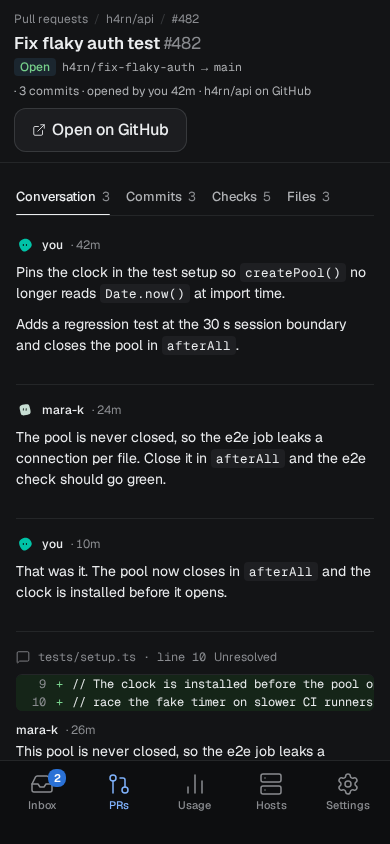 Pull requests / h4rn/api / #482
Fix flaky auth test #482
Open h4rn/fix-flaky-auth → main
· 3 commits · opened by you 42m · h4rn/api on GitHub
Open on GitHub
Conversation 3 Commits 3 Checks 5 Files 3
you · 42m
Pins the clock in the test setup so createPool() no
longer reads Date.now() at import time.
Adds a regression test at the 30 s session boundary
and closes the pool in afterAll.
mara-k · 24m
The pool is never closed, so the e2e job leaks a
connection per file. Close it in afterAll and the e2e
check should go green.
you · 10m
That was it. The pool now closes in afterAll and the
clock is installed before it opens.
tests/setup.ts · line 10 Unresolved
9 + // The clock is installed before the pool o
10 + // race the fake timer on slower CI runners
mara-k · 26m
This pool is never closed, so the e2e job leaks a
2
Inbox PRs Usage Hosts Settings